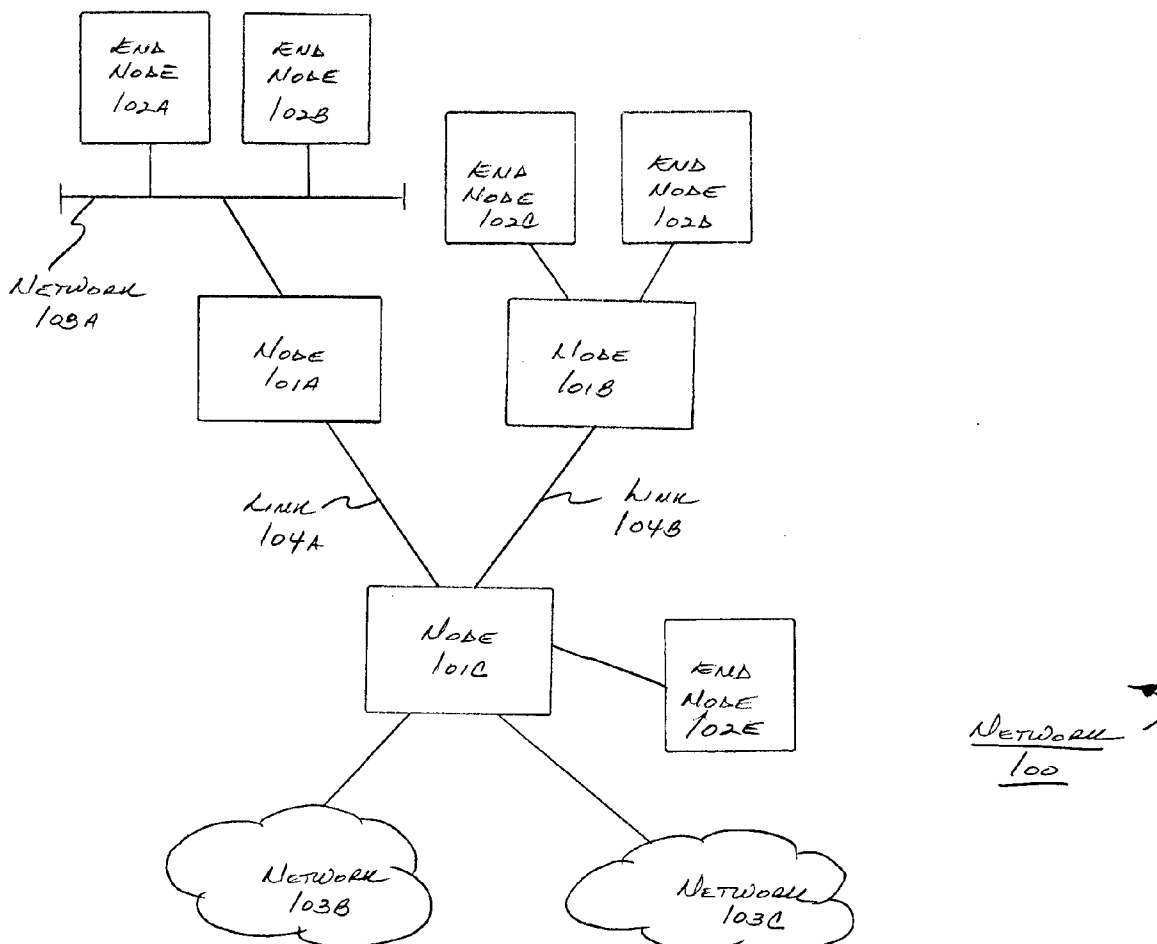 END
NODE
102A
END
NODE
102B
END
NODE
102C
END
NODE
102D
NETWORK
103A
NODE
101A
NODE
101B
LINK
104A
LINK
104B
NODE
101C
END
NODE
102E
NETWORK
100
NETWORK
103B
NETWORK
103C